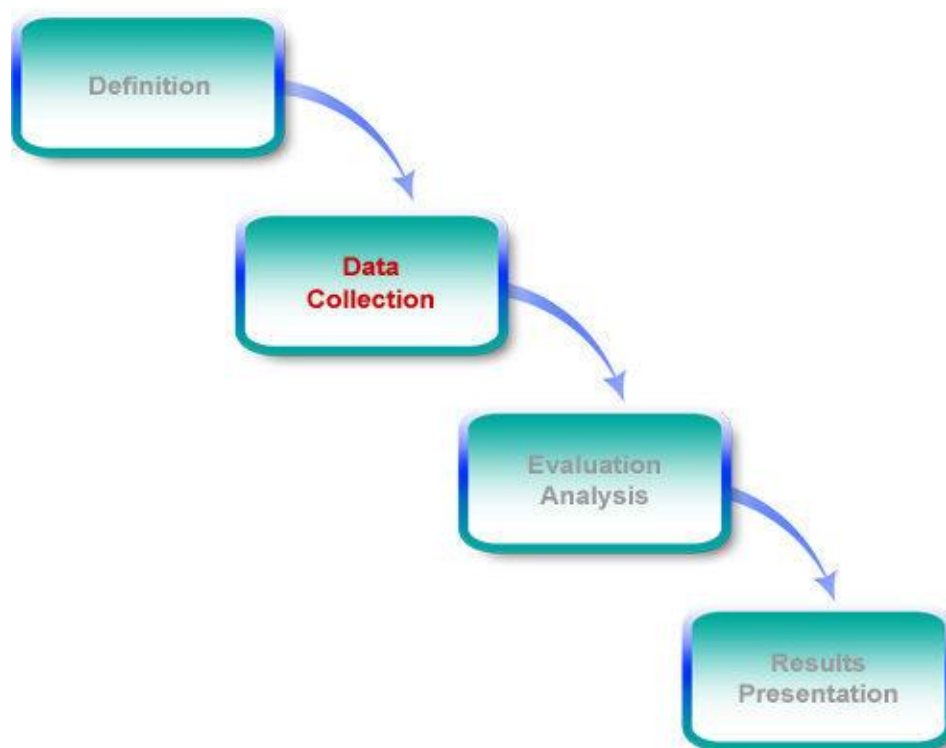 Definition
Data
Collection
Evaluation
Analysis
Results
Presentation